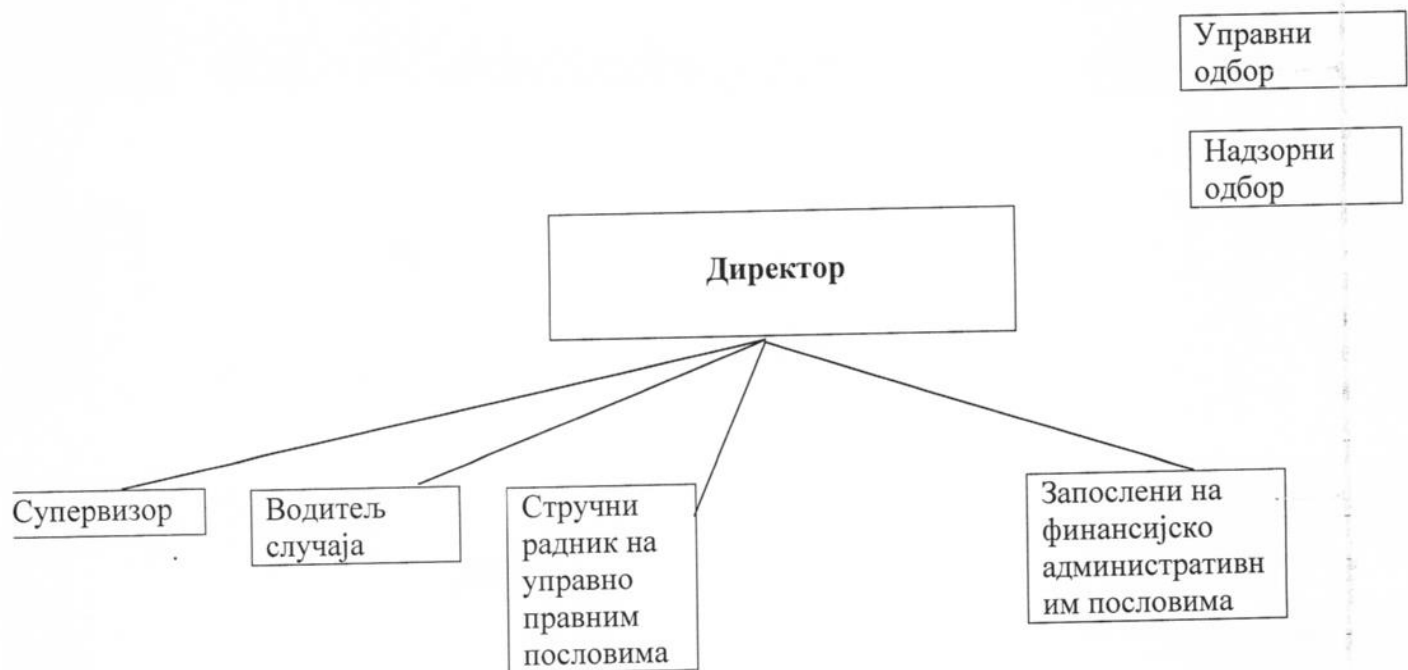 Управни
одбор
Надзорни
одбор
Директор
Супервизор
Водитељ
случаја
Стручни
радник на
управно
правним
пословима
Запослени на
финансијско
административн
им пословима